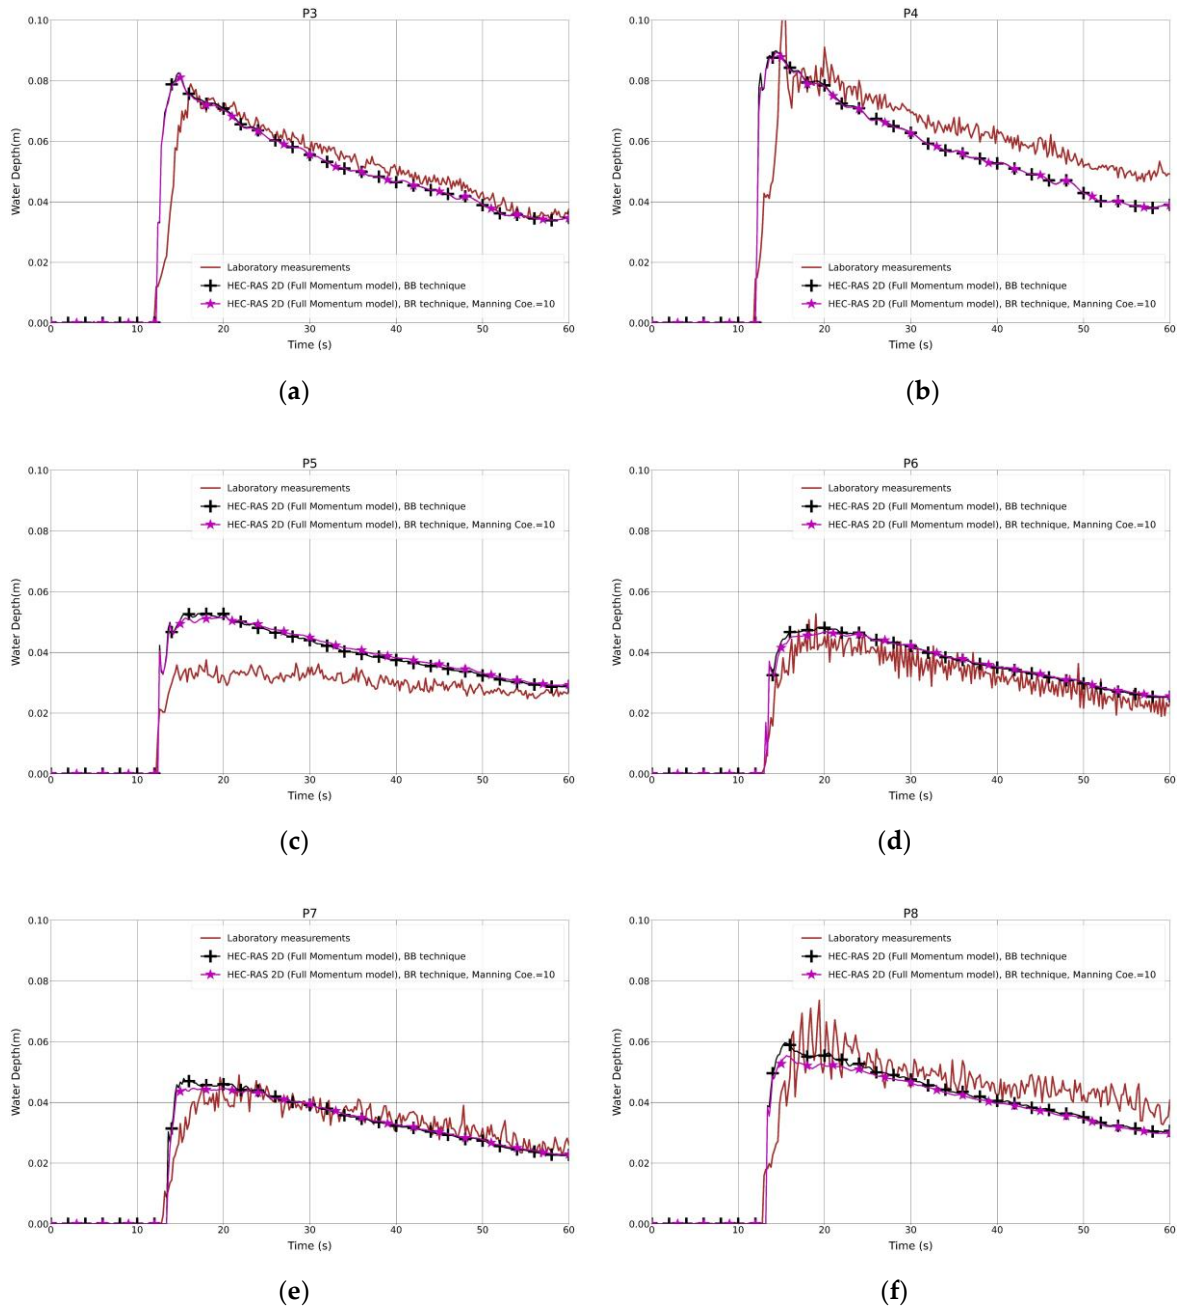 P3
0.10
0.08
0.06
0.04
0.02
0.00
Water Depth(m)
Laboratory measurements
HEC-RAS 2D (Full Momentum model), BB technique
HEC-RAS 2D (Full Momentum model), BR technique, Manning Coe.=10
0 10 20 30 40 50 60
Time (s)
(a)
P4
0.10
0.08
0.06
0.04
0.02
0.00
Water Depth(m)
Laboratory measurements
HEC-RAS 2D (Full Momentum model), BB technique
HEC-RAS 2D (Full Momentum model), BR technique, Manning Coe.=10
0 10 20 30 40 50 60
Time (s)
(b)
P5
0.10
0.08
0.06
0.04
0.02
0.00
Water Depth(m)
Laboratory measurements
HEC-RAS 2D (Full Momentum model), BB technique
HEC-RAS 2D (Full Momentum model), BR technique, Manning Coe.=10
0 10 20 30 40 50 60
Time (s)
(c)
P6
0.10
0.08
0.06
0.04
0.02
0.00
Water Depth(m)
Laboratory measurements
HEC-RAS 2D (Full Momentum model), BB technique
HEC-RAS 2D (Full Momentum model), BR technique, Manning Coe.=10
0 10 20 30 40 50 60
Time (s)
(d)
P7
0.10
0.08
0.06
0.04
0.02
0.00
Water Depth(m)
Laboratory measurements
HEC-RAS 2D (Full Momentum model), BB technique
HEC-RAS 2D (Full Momentum model), BR technique, Manning Coe.=10
0 10 20 30 40 50 60
Time (s)
(e)
P8
0.10
0.08
0.06
0.04
0.02
0.00
Water Depth(m)
Laboratory measurements
HEC-RAS 2D (Full Momentum model), BB technique
HEC-RAS 2D (Full Momentum model), BR technique, Manning Coe.=10
0 10 20 30 40 50 60
Time (s)
(f)